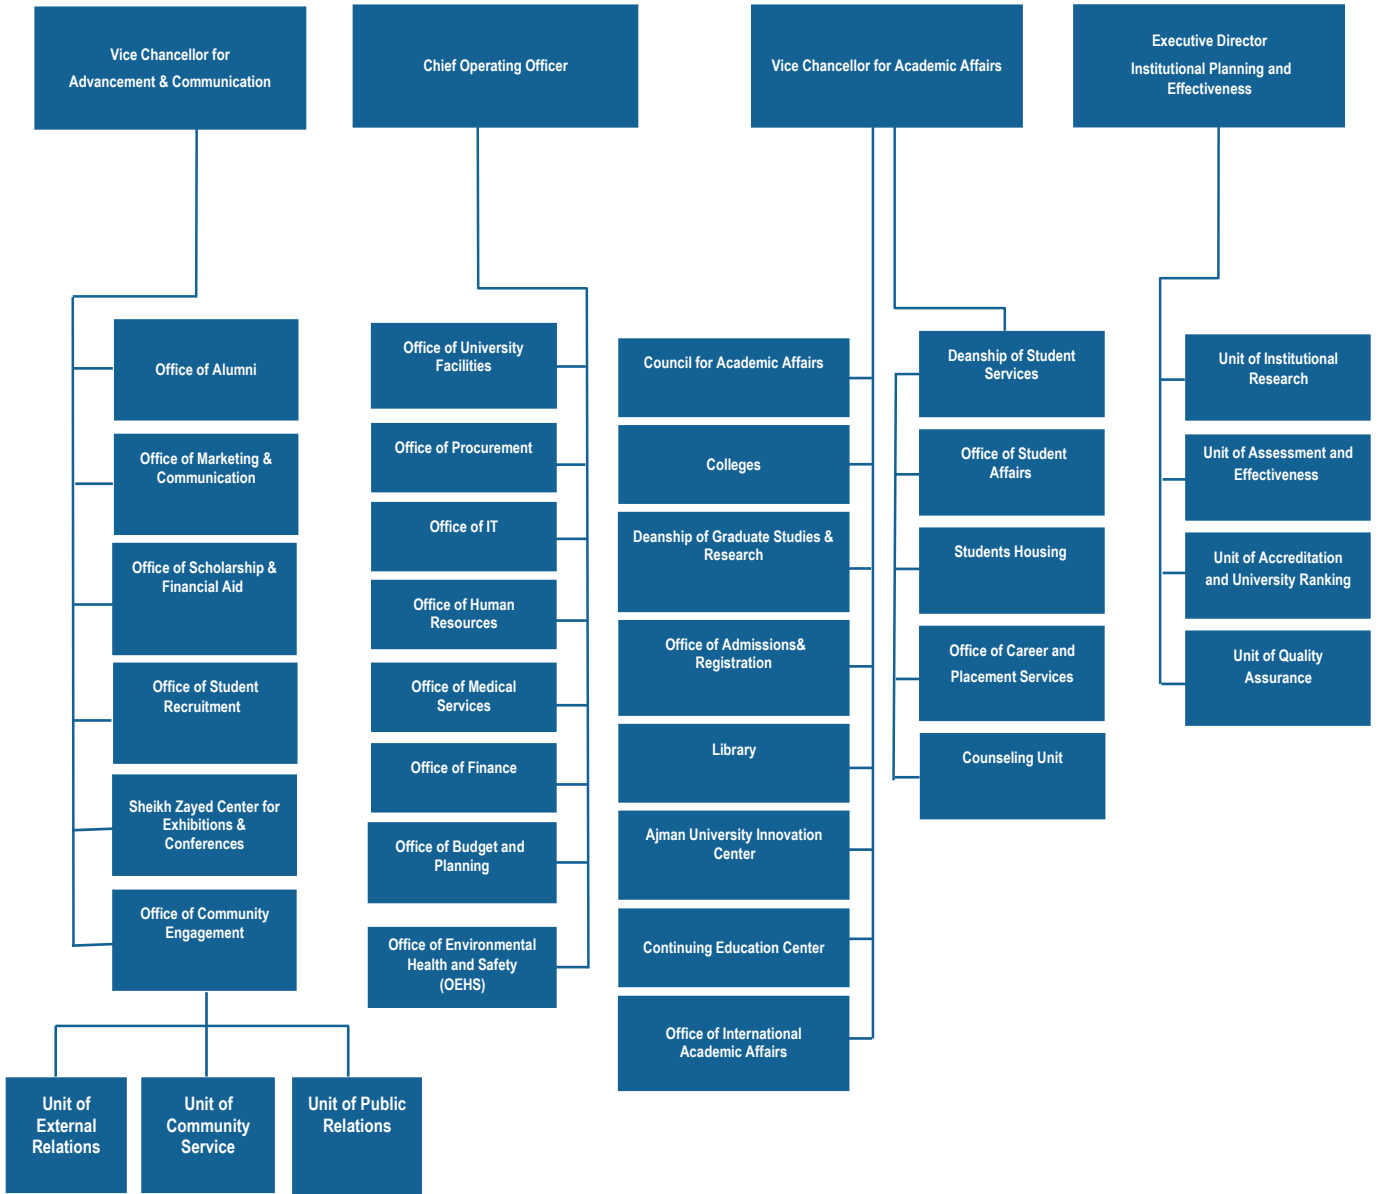 Vice Chancellor for
Advancement & Communication
Chief Operating Officer
Vice Chancellor for Academic Affairs
Executive Director
Institutional Planning and
Effectiveness
Office of Alumni
Office of Marketing &
Communication
Office of Scholarship &
Financial Aid
Office of Student
Recruitment
Sheikh Zayed Center for
Exhibitions &
Conferences
Office of Community
Engagement
Unit of
External
Relations
Unit of
Community
Service
Unit of Public
Relations
Office of University
Facilities
Office of Procurement
Office of IT
Office of Human
Resources
Office of Medical
Services
Office of Finance
Office of Budget and
Planning
Office of Environmental
Health and Safety
(OEHS)
Council for Academic Affairs
Colleges
Deanship of Graduate Studies &
Research
Office of Admissions&
Registration
Library
Ajman University Innovation
Center
Continuing Education Center
Office of International
Academic Affairs
Deanship of Student
Services
Office of Student
Affairs
Students Housing
Office of Career and
Placement Services
Counseling Unit
Unit of Institutional
Research
Unit of Assessment and
Effectiveness
Unit of Accreditation
and University Ranking
Unit of Quality
Assurance